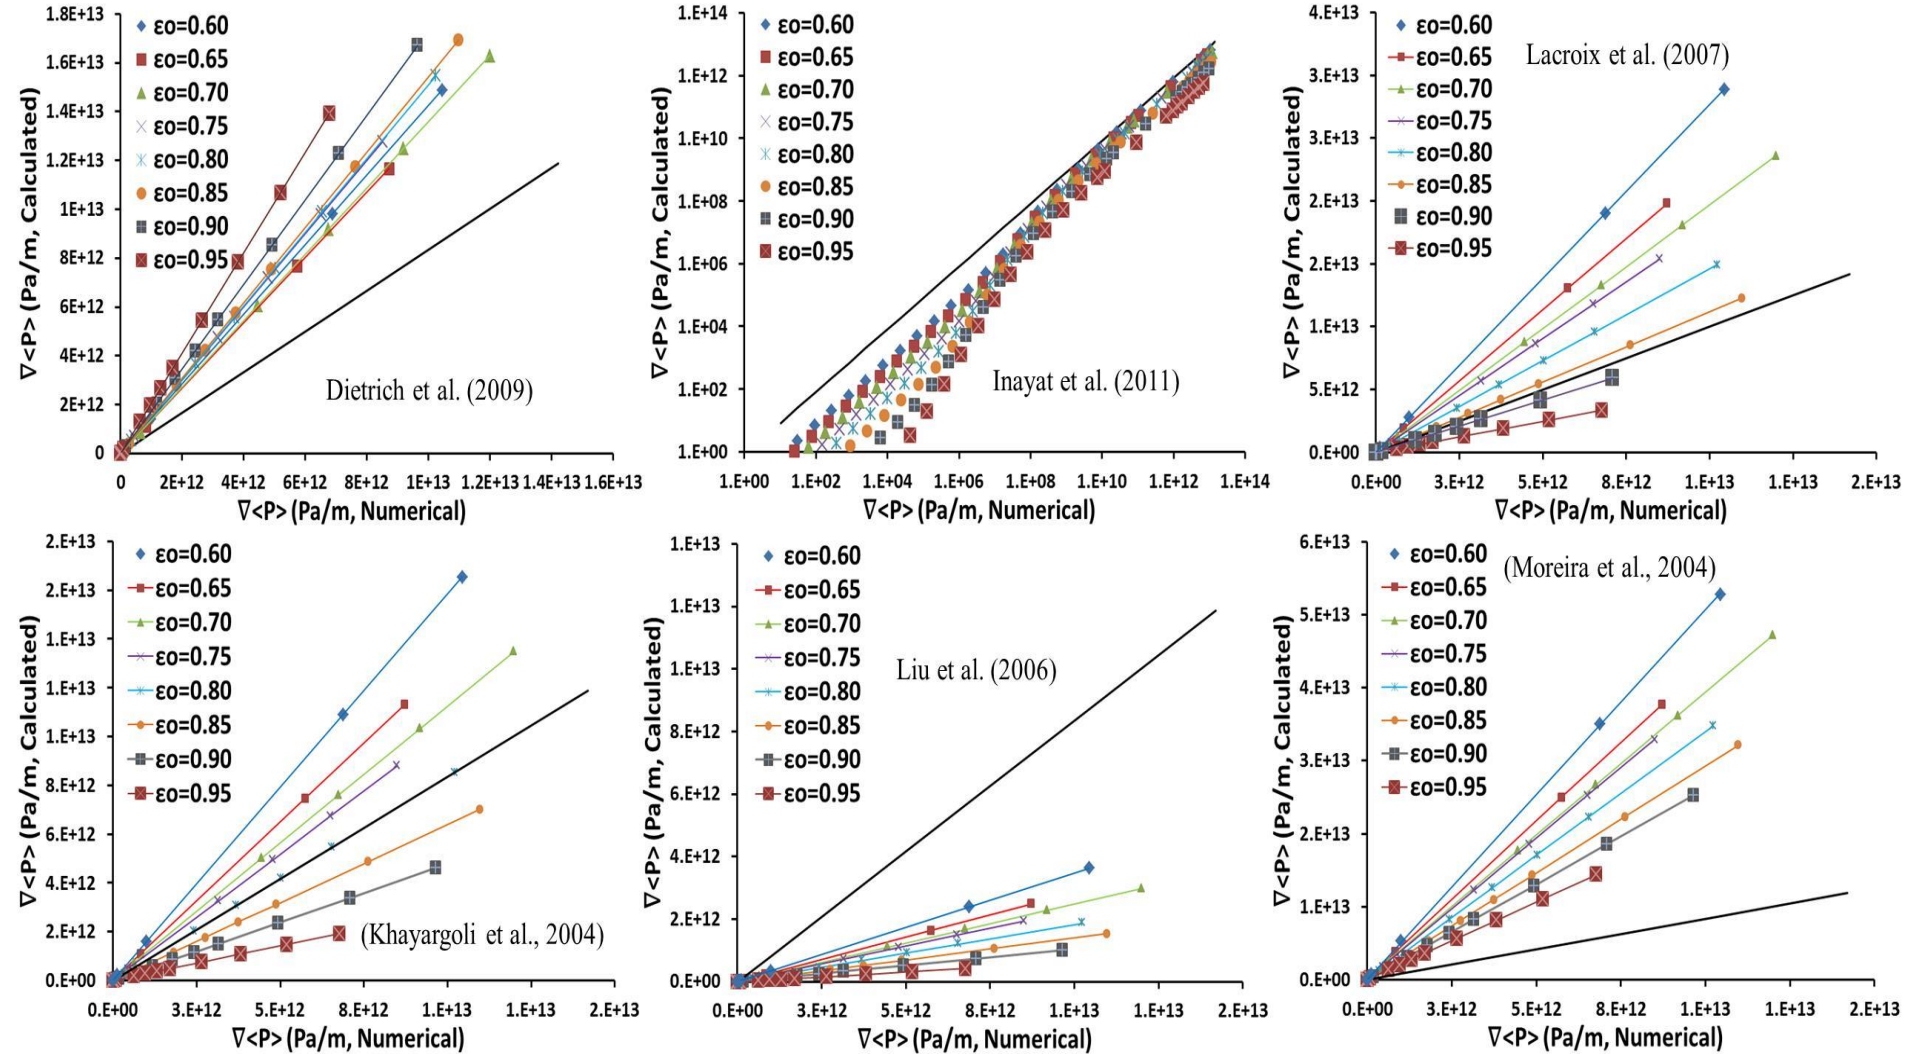 1.8E+13
1.6E+13
1.4E+13
1.2E+13
1E+13
8E+12
6E+12
4E+12
2E+12
0
∇<P> (Pa/m, Calculated)
εo=0.60
εo=0.65
εo=0.70
εo=0.75
εo=0.80
εo=0.85
εo=0.90
εo=0.95
Dietrich et al. (2009)
0 2E+12 4E+12 6E+12 8E+12 1E+13 1.2E+13 1.4E+13 1.6E+13
∇<P> (Pa/m, Numerical)
1.E+14
1.E+12
1.E+10
1.E+08
1.E+06
1.E+04
1.E+02
1.E+00
∇<P> (Pa/m, Calculated)
εo=0.60
εo=0.65
εo=0.70
εo=0.75
εo=0.80
εo=0.85
εo=0.90
εo=0.95
Inayat et al. (2011)
1.E+00 1.E+02 1.E+04 1.E+06 1.E+08 1.E+10 1.E+12 1.E+14
∇<P> (Pa/m, Numerical)
4.E+13
3.E+13
3.E+13
2.E+13
2.E+13
1.E+13
5.E+12
0.E+00
∇<P> (Pa/m, Calculated)
εo=0.60
εo=0.65
εo=0.70
εo=0.75
εo=0.80
εo=0.85
εo=0.90
εo=0.95
Lacroix et al. (2007)
0.E+00 3.E+12 5.E+12 8.E+12 1.E+13 1.E+13 2.E+13
∇<P> (Pa/m, Numerical)
2.E+13
2.E+13
1.E+13
1.E+13
1.E+13
8.E+12
6.E+12
4.E+12
2.E+12
0.E+00
∇<P> (Pa/m, Calculated)
εo=0.60
εo=0.65
εo=0.70
εo=0.75
εo=0.80
εo=0.85
εo=0.90
εo=0.95
(Khayargoli et al., 2004)
0.E+00 3.E+12 5.E+12 8.E+12 1.E+13 1.E+13 2.E+13
∇<P> (Pa/m, Numerical)
1.E+13
1.E+13
1.E+13
8.E+12
6.E+12
4.E+12
2.E+12
0.E+00
∇<P> (Pa/m, Calculated)
εo=0.60
εo=0.65
εo=0.70
εo=0.75
εo=0.80
εo=0.85
εo=0.90
εo=0.95
Liu et al. (2006)
0.E+00 3.E+12 5.E+12 8.E+12 1.E+13 1.E+13 2.E+13
∇<P> (Pa/m, Numerical)
6.E+13
5.E+13
4.E+13
3.E+13
2.E+13
1.E+13
0.E+00
∇<P> (Pa/m, Calculated)
εo=0.60
εo=0.65
εo=0.70
εo=0.75
εo=0.80
εo=0.85
εo=0.90
εo=0.95
(Moreira et al., 2004)
0.E+00 3.E+12 5.E+12 8.E+12 1.E+13 1.E+13 2.E+13
∇<P> (Pa/m, Numerical)